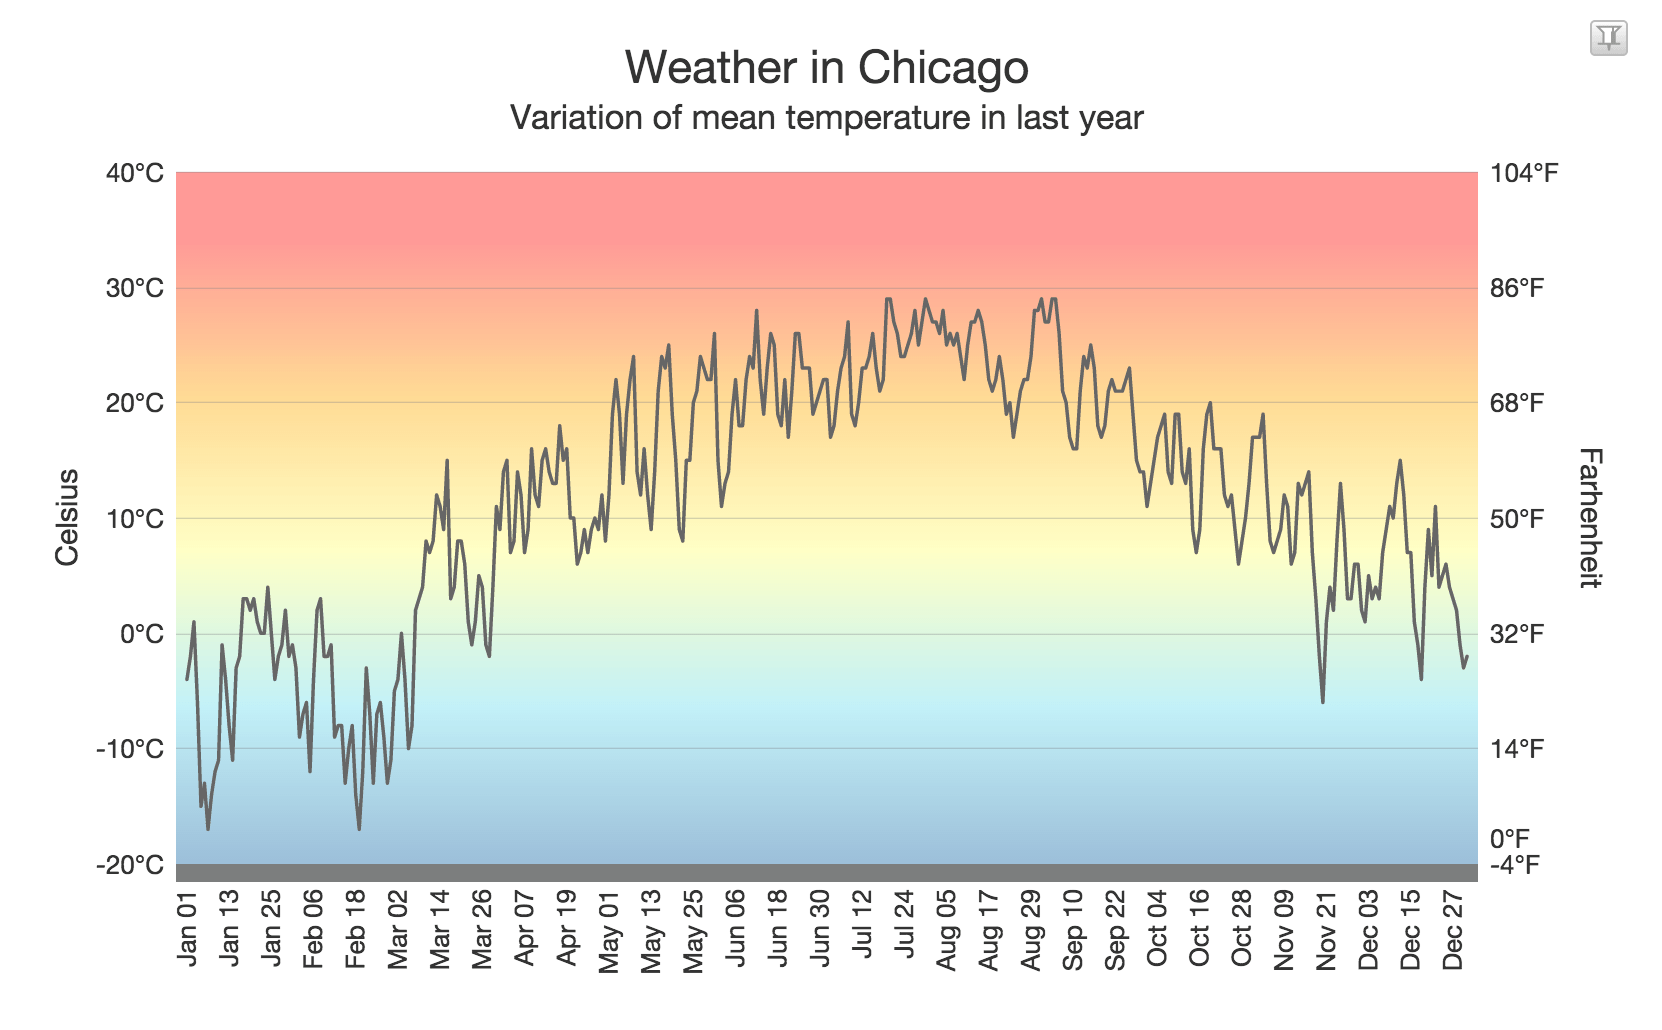 Weather in Chicago
Variation of mean temperature in last year
40°C
30°C
20°C
10°C
0°C
-10°C
-20°C
Celsius
104°F
86°F
68°F
50°F
32°F
14°F
0°F
-4°F
Farhenheit
Jan 01
Jan 13
Jan 25
Feb 06
Feb 18
Mar 02
Mar 14
Mar 26
Apr 07
Apr 19
May 01
May 13
May 25
Jun 06
Jun 18
Jun 30
Jul 12
Jul 24
Aug 05
Aug 17
Aug 29
Sep 10
Sep 22
Oct 04
Oct 16
Oct 28
Nov 09
Nov 21
Dec 03
Dec 15
Dec 27